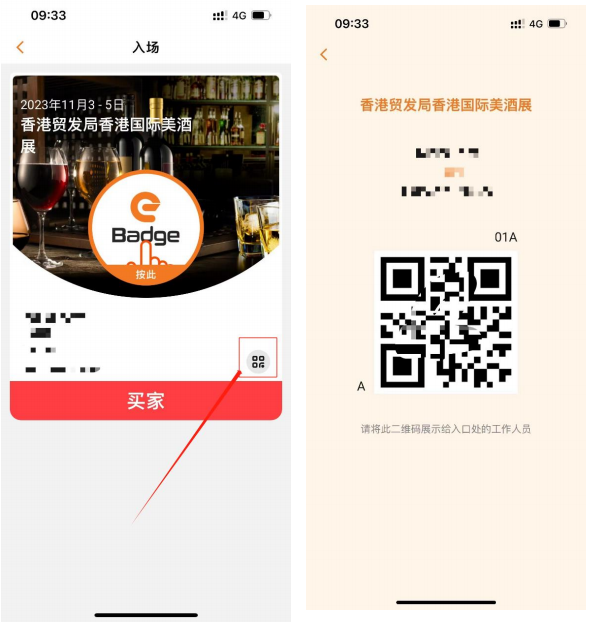 09:33
4G
入场
2023年11月3 - 5日
香港贸发局香港国际美酒
展
e
Badge
按此
买家
09:33
4G
香港贸发局香港国际美酒展
01A
A
请将此二维码展示给入口处的工作人员